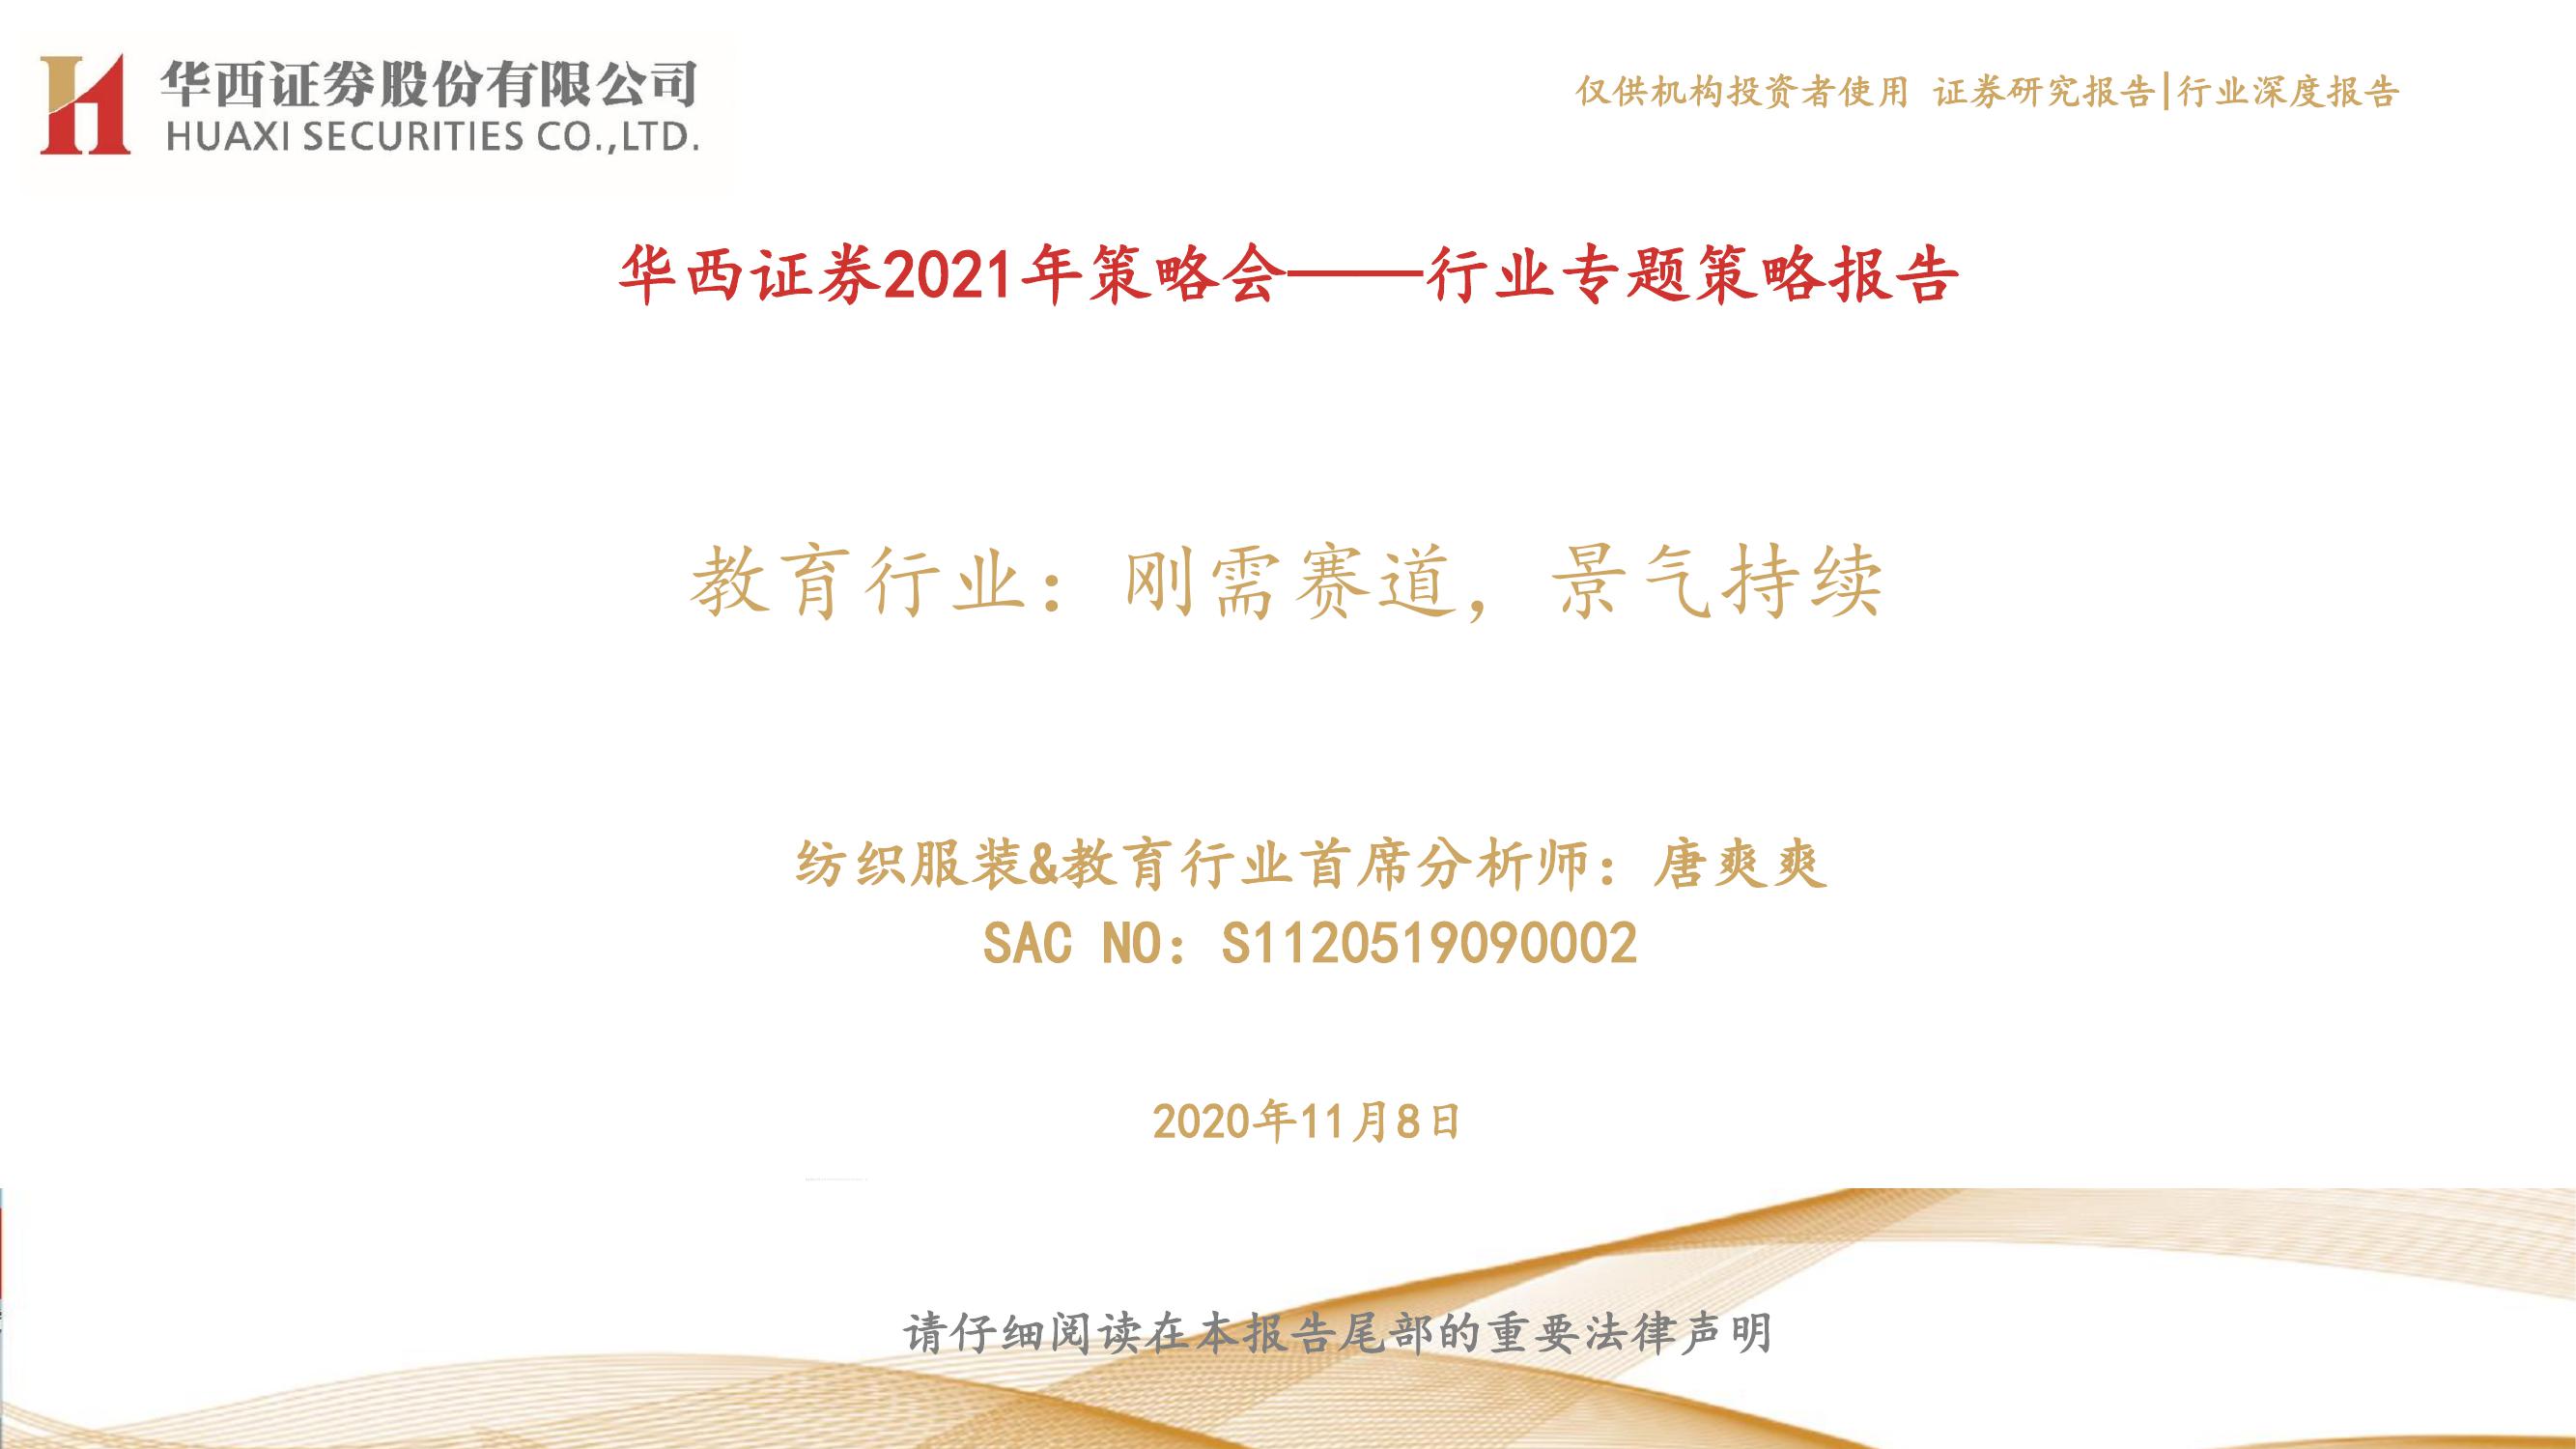 华西证券股份有限公司
HUAXI SECURITIES CO.,LTD.
仅供机构投资者使用 证券研究报告|行业深度报告
华西证券2021年策略会——行业专题策略报告
教育行业：刚需赛道，景气持续
纺织服装&教育行业首席分析师：唐爽爽
SAC NO：S1120519090002
2020年11月8日
请仔细阅读在本报告尾部的重要法律声明